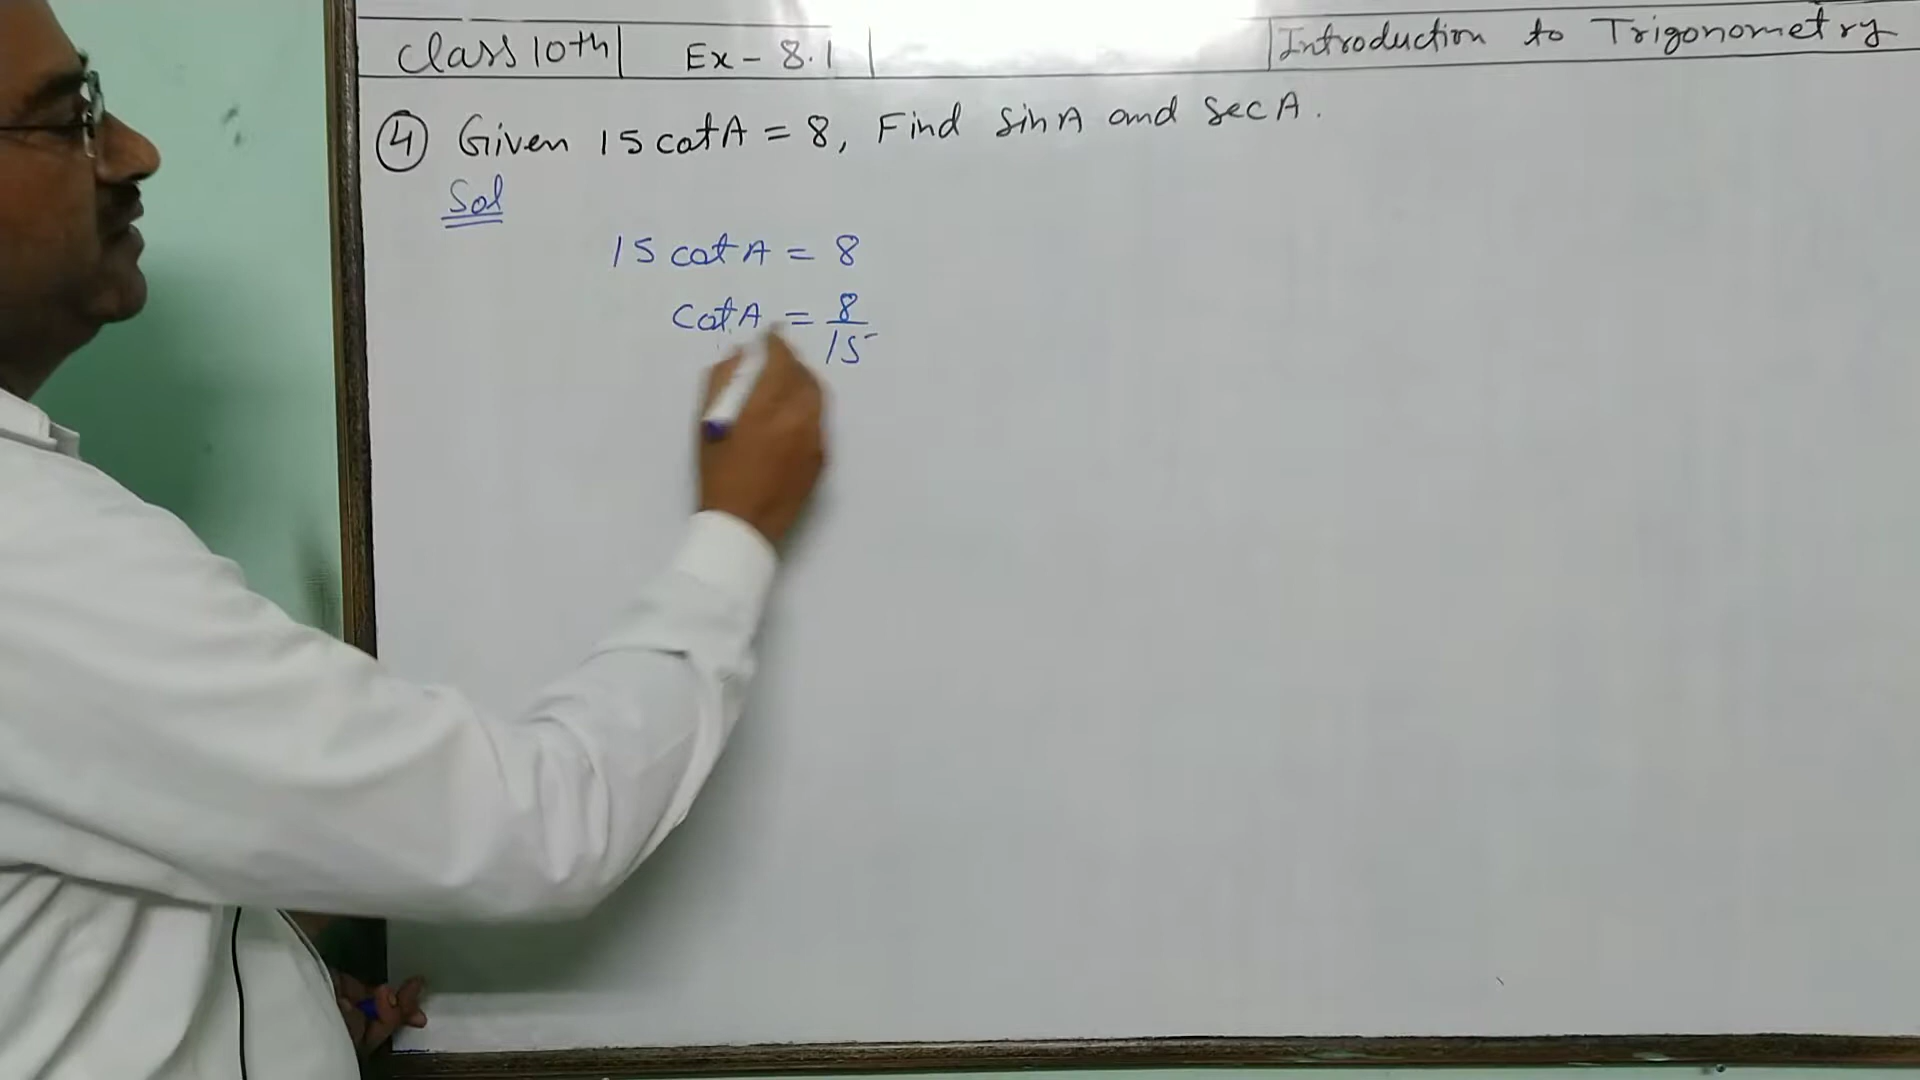 Class 10th | Ex - 8.1 | Introduction to Trigonometry
④ Given 15 cot A = 8, Find sin A and sec A.
Sol
15 cot A = 8
cot A = 8/15